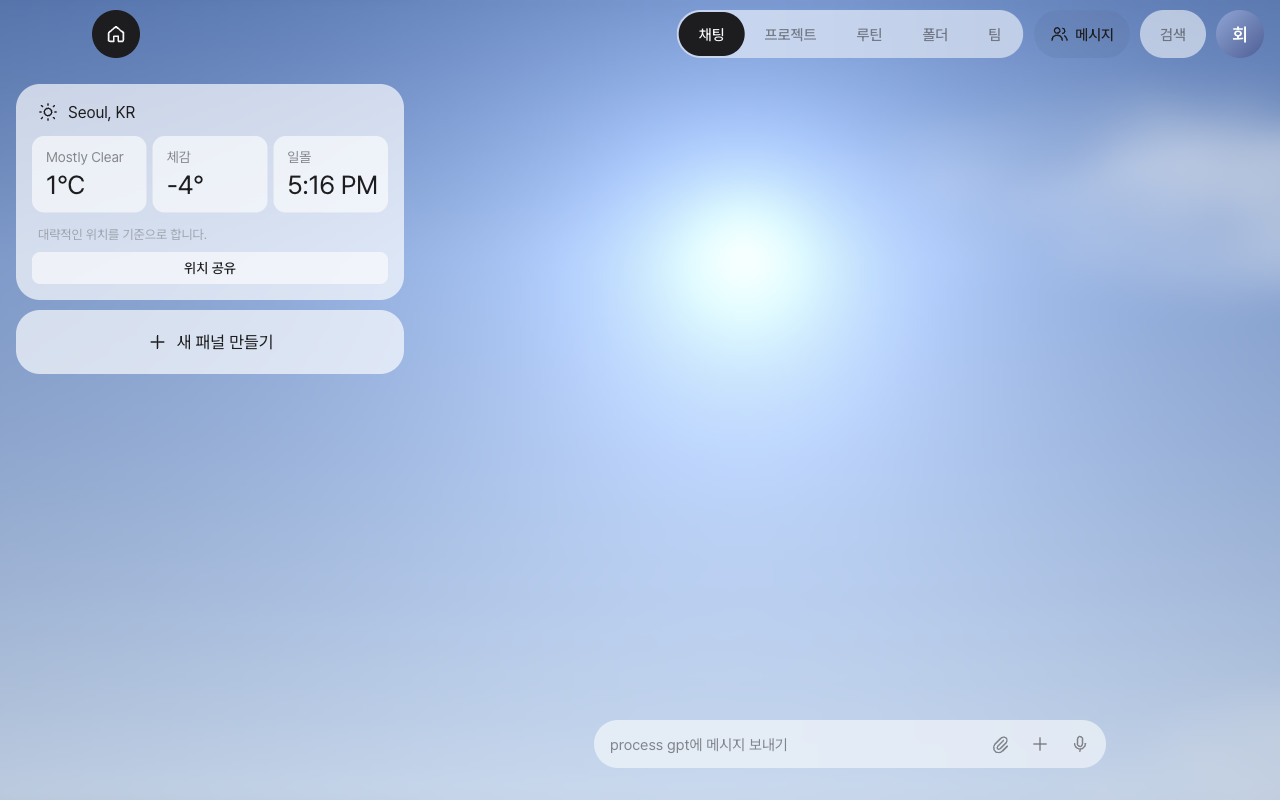 채팅 프로젝트 루틴 폴더 팀 메시지 검색 회
Seoul, KR
Mostly Clear 체감 일몰
1°C -4° 5:16 PM
대략적인 위치를 기준으로 합니다.
위치 공유
새 패널 만들기
process gpt에 메시지 보내기